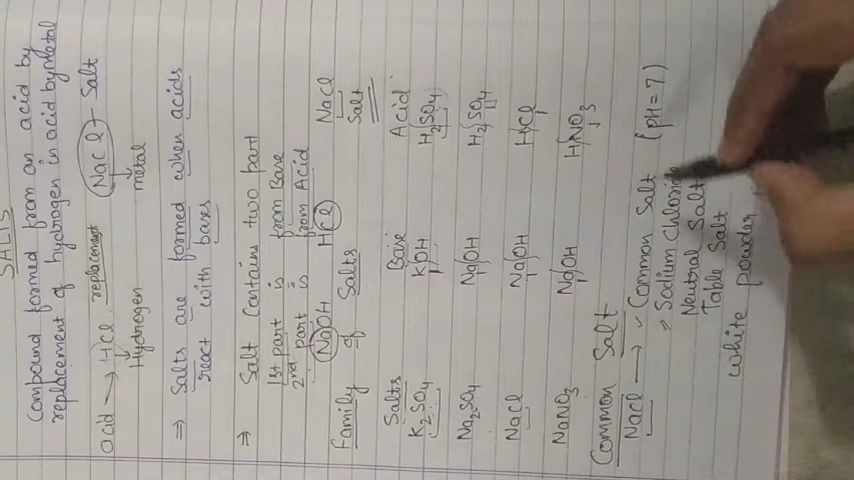 SALTS
Compound formed from an acid by
replacement of hydrogen in acid by metal
acid → HCl replacement NaCl → Salt
Hydrogen metal
⇒ Salts are formed when acids
react with bases
⇒ Salt contains two part
1st part is from Base
2nd part is from Acid
NaOH HCl NaCl
Salt
Family of Salts
Salts Base Acid
K2SO4 KOH H2SO4
Na2SO4 NaOH H2SO4
NaCl NaOH HCl
NaNO3 NaOH HNO3
Common Salt
NaCl → Common Salt (pH = 7)
Sodium Chloride
Neutral Salt
Table Salt
White powder